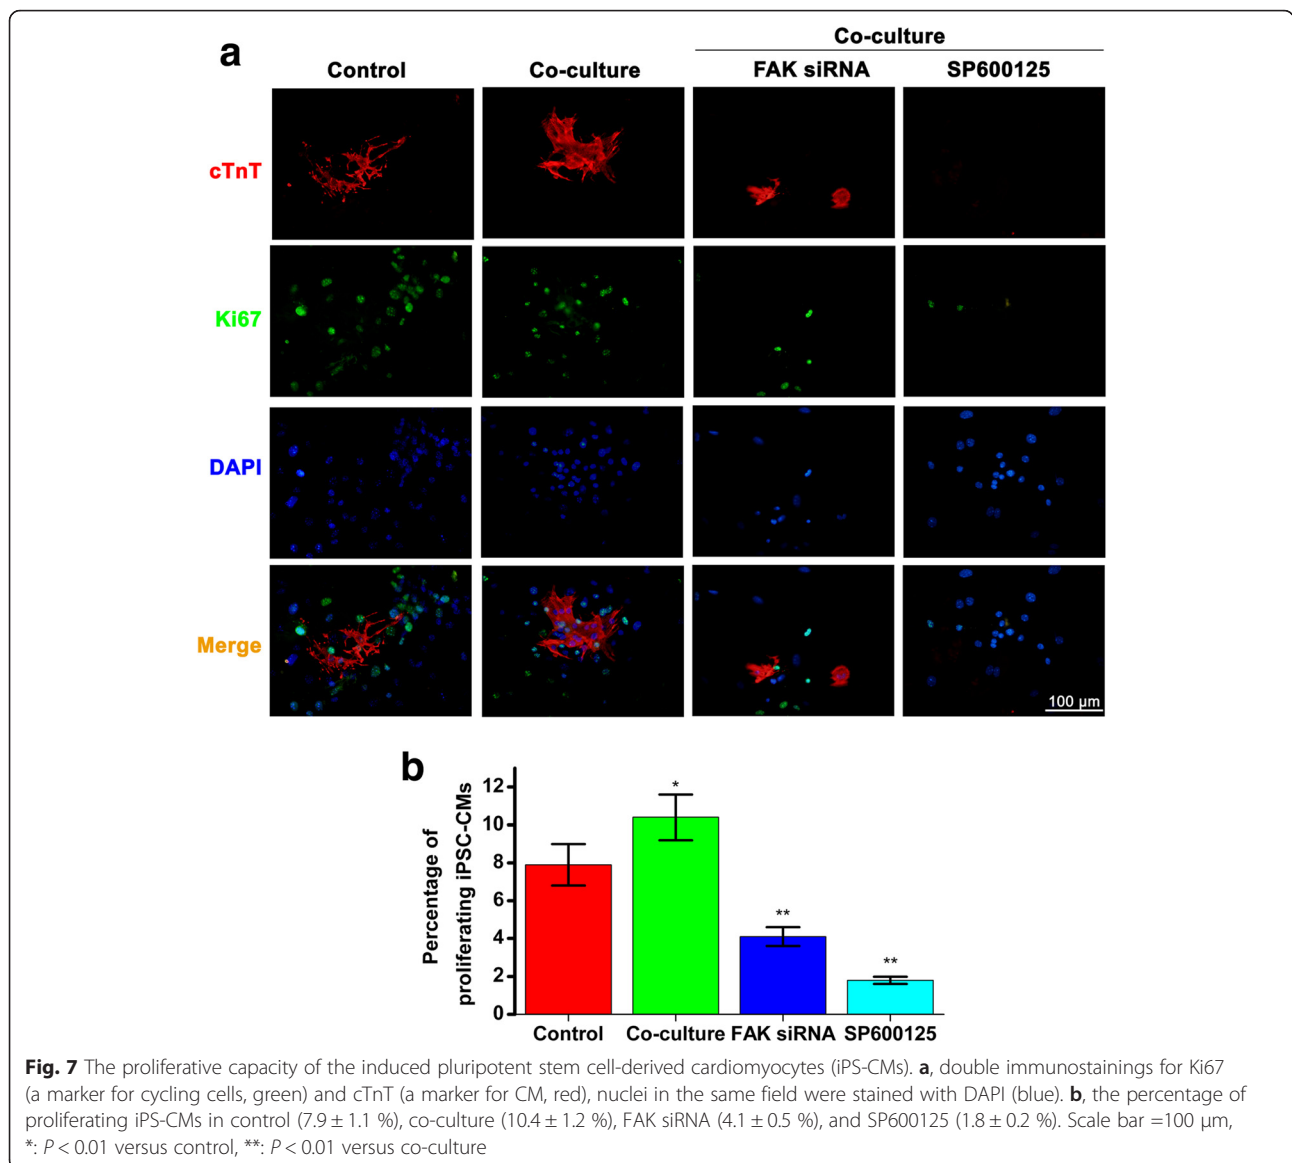 a
Co-culture
Control
Co-culture
FAK siRNA
SP600125
cTnT
Ki67
DAPI
Merge
100 µm
b
Percentage of
proliferating iPSC-CMs
12
10
8
6
4
2
0
*
**
**
Control
Co-culture
FAK siRNA
SP600125
Fig. 7 The proliferative capacity of the induced pluripotent stem cell-derived cardiomyocytes (iPS-CMs). a, double immunostainings for Ki67
(a marker for cycling cells, green) and cTnT (a marker for CM, red), nuclei in the same field were stained with DAPI (blue). b, the percentage of
proliferating iPS-CMs in control (7.9 ± 1.1 %), co-culture (10.4 ± 1.2 %), FAK siRNA (4.1 ± 0.5 %), and SP600125 (1.8 ± 0.2 %). Scale bar =100 μm,
*: P < 0.01 versus control, **: P < 0.01 versus co-culture